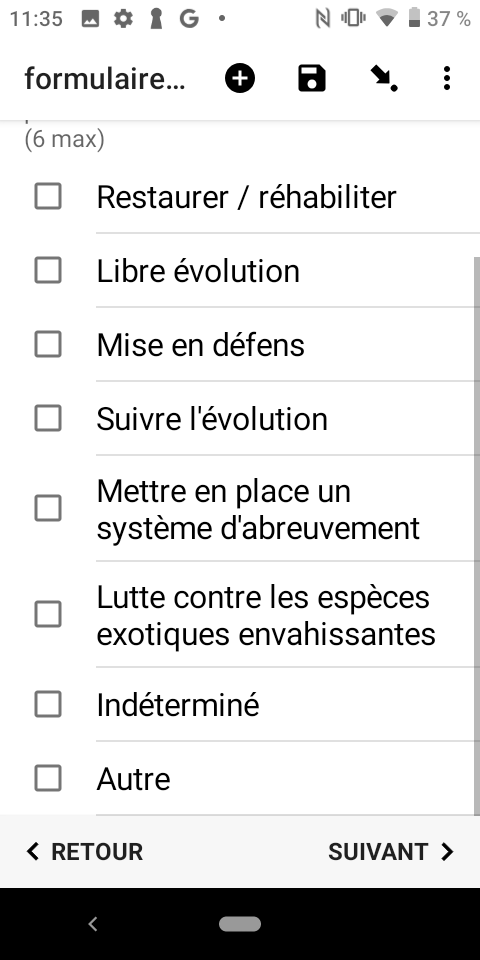 11:35 G 37 %
formulaire...
(6 max)
Restaurer / réhabiliter
Libre évolution
Mise en défens
Suivre l'évolution
Mettre en place un
système d'abreuvement
Lutte contre les espèces
exotiques envahissantes
Indéterminé
Autre
RETOUR
SUIVANT